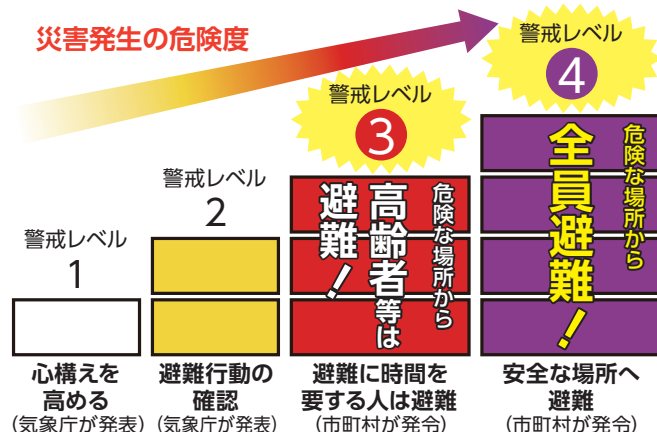 災害発生の危険度
警戒レベル
1
心構えを
高める
(気象庁が発表)
警戒レベル
2
避難行動の
確認
(気象庁が発表)
警戒レベル
3
危険な場所から
高齢者等は
避難!
避難に時間を
要する人は避難
(市町村が発令)
警戒レベル
4
危険な場所から
全員避難!
安全な場所へ
避難
(市町村が発令)